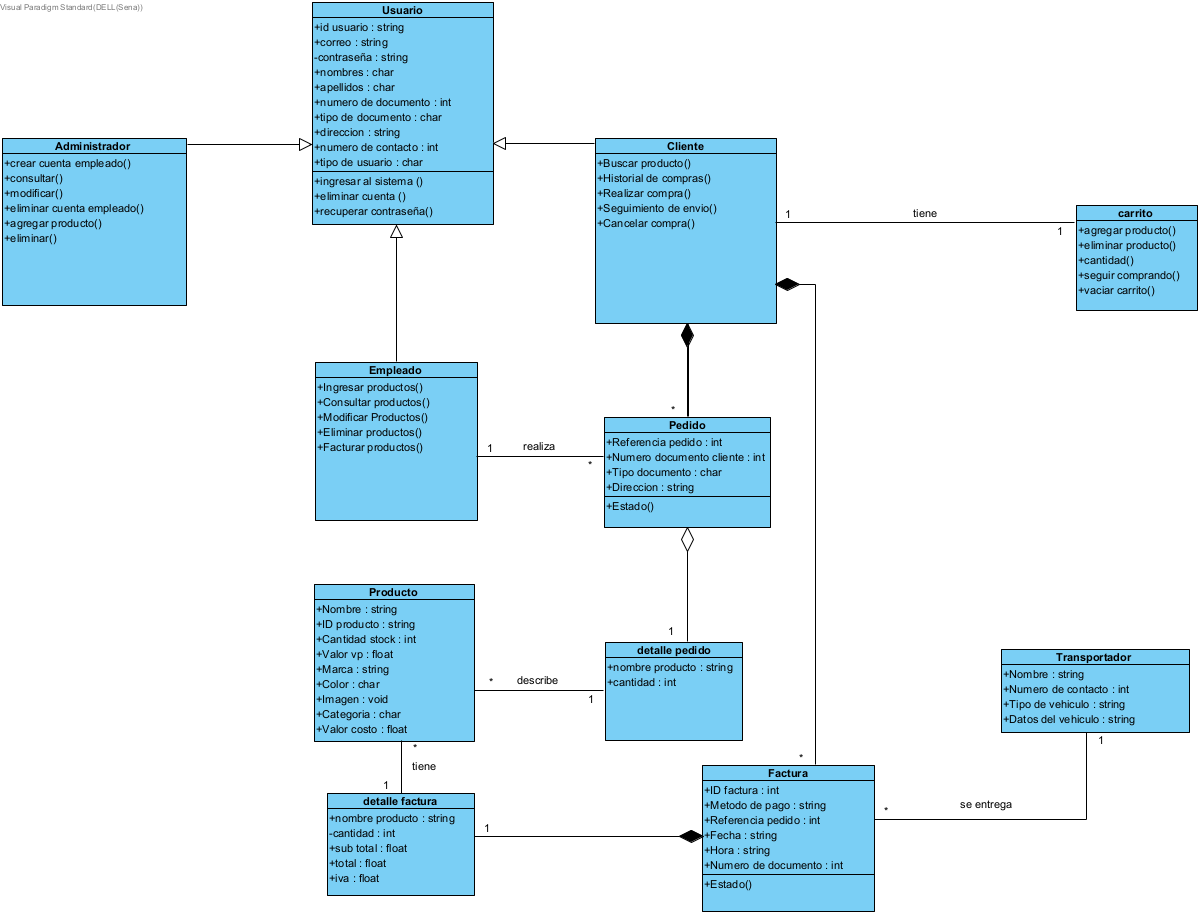 Visual Paradigm Standard(DELL(Sena))
Usuario
+id usuario : string
+correo : string
-contraseña : string
+nombres : char
+apellidos : char
+numero de documento : int
+tipo de documento : char
+direccion : string
+numero de contacto : int
+tipo de usuario : char
+ingresar al sistema ()
+eliminar cuenta ()
+recuperar contraseña()
Administrador
+crear cuenta empleado()
+consultar()
+modificar()
+eliminar cuenta empleado()
+agregar producto()
+eliminar()
Cliente
+Buscar producto()
+Historial de compras()
+Realizar compra()
+Seguimiento de envio()
+Cancelar compra()
1
tiene
1
carrito
+agregar producto()
+eliminar producto()
+cantidad()
+seguir comprando()
+vaciar carrito()
Empleado
+Ingresar productos()
+Consultar productos()
+Modificar Productos()
+Eliminar productos()
+Facturar productos()
1
realiza
*
*
Pedido
+Referencia pedido : int
+Numero documento cliente : int
+Tipo documento : char
+Direccion : string
+Estado()
Producto
+Nombre : string
+ID producto : string
+Cantidad stock : int
+Valor vp : float
+Marca : string
+Color : char
+Imagen : void
+Categoria : char
+Valor costo : float
*
describe
1
1
detalle pedido
+nombre producto : string
+cantidad : int
Transportador
+Nombre : string
+Numero de contacto : int
+Tipo de vehiculo : string
+Datos del vehiculo : string
1
*
tiene
1
detalle factura
+nombre producto : string
-cantidad : int
+sub total : float
+total : float
+iva : float
1
*
Factura
+ID factura : int
+Metodo de pago : string
+Referencia pedido : int
+Fecha : string
+Hora : string
+Numero de documento : int
+Estado()
*
se entrega